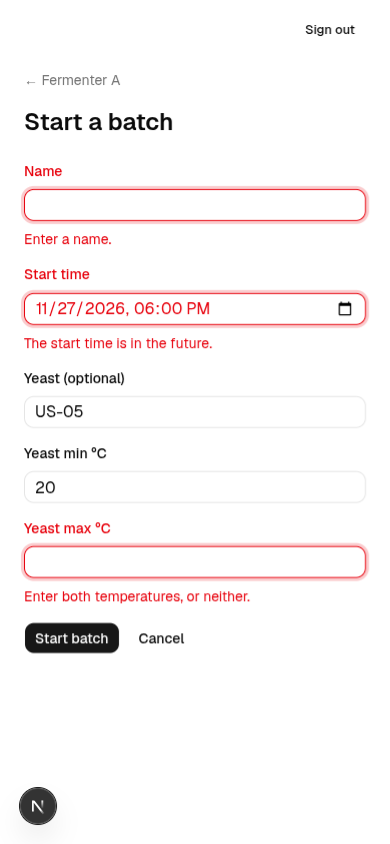 Sign out
← Fermenter A
Start a batch
Name
Enter a name.
Start time
11/27/2026, 06:00 PM
The start time is in the future.
Yeast (optional)
US-05
Yeast min °C
20
Yeast max °C
Enter both temperatures, or neither.
Start batch Cancel
N